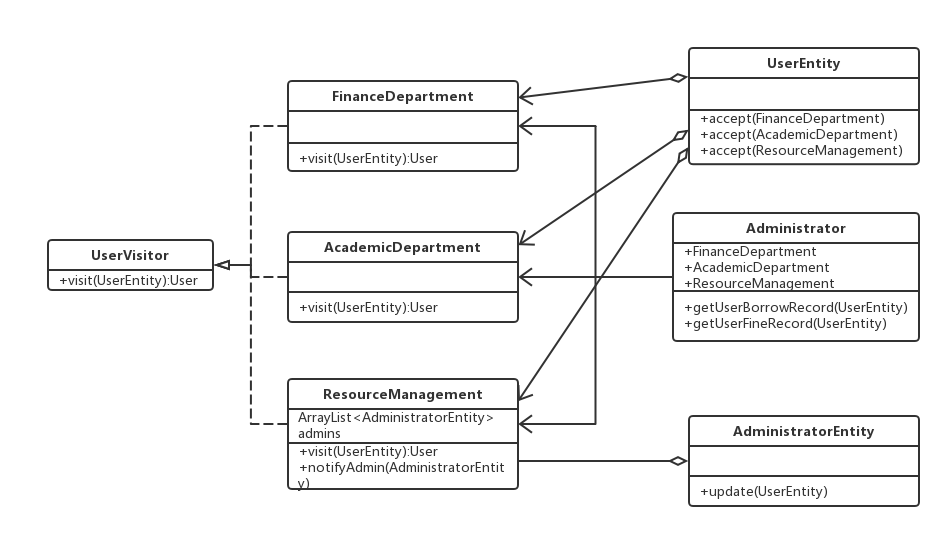 UserEntity
+accept(FinanceDepartment)
+accept(AcademicDepartment)
+accept(ResourceManagement)
FinanceDepartment
+visit(UserEntity):User
UserVisitor
+visit(UserEntity):User
AcademicDepartment
+visit(UserEntity):User
Administrator
+FinanceDepartment
+AcademicDepartment
+ResourceManagement
+getUserBorrowRecord(UserEntity)
+getUserFineRecord(UserEntity)
ResourceManagement
ArrayList<AdministratorEntity>
admins
+visit(UserEntity):User
+notifyAdmin(AdministratorEntit
y)
AdministratorEntity
+update(UserEntity)